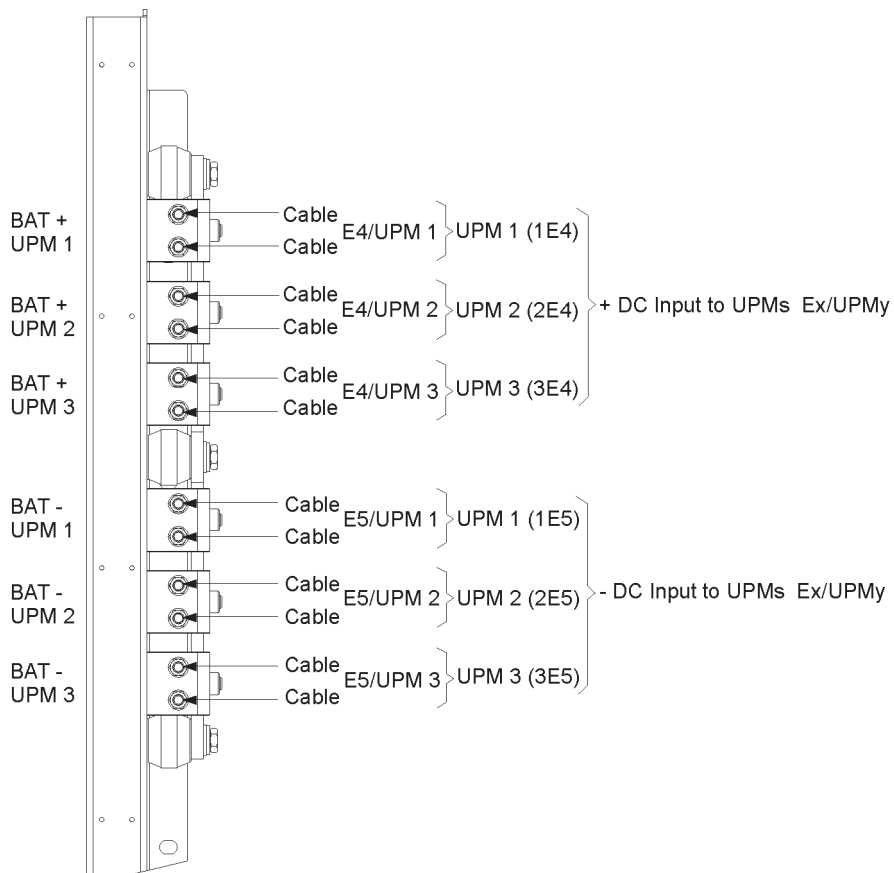 BAT +
UPM 1
Cable
Cable
E4/UPM 1
UPM 1 (1E4)
BAT +
UPM 2
Cable
Cable
E4/UPM 2
UPM 2 (2E4)
+ DC Input to UPMs Ex/UPMy
BAT +
UPM 3
Cable
Cable
E4/UPM 3
UPM 3 (3E4)
BAT -
UPM 1
Cable
Cable
E5/UPM 1
UPM 1 (1E5)
BAT -
UPM 2
Cable
Cable
E5/UPM 2
UPM 2 (2E5)
- DC Input to UPMs Ex/UPMy
BAT -
UPM 3
Cable
Cable
E5/UPM 3
UPM 3 (3E5)